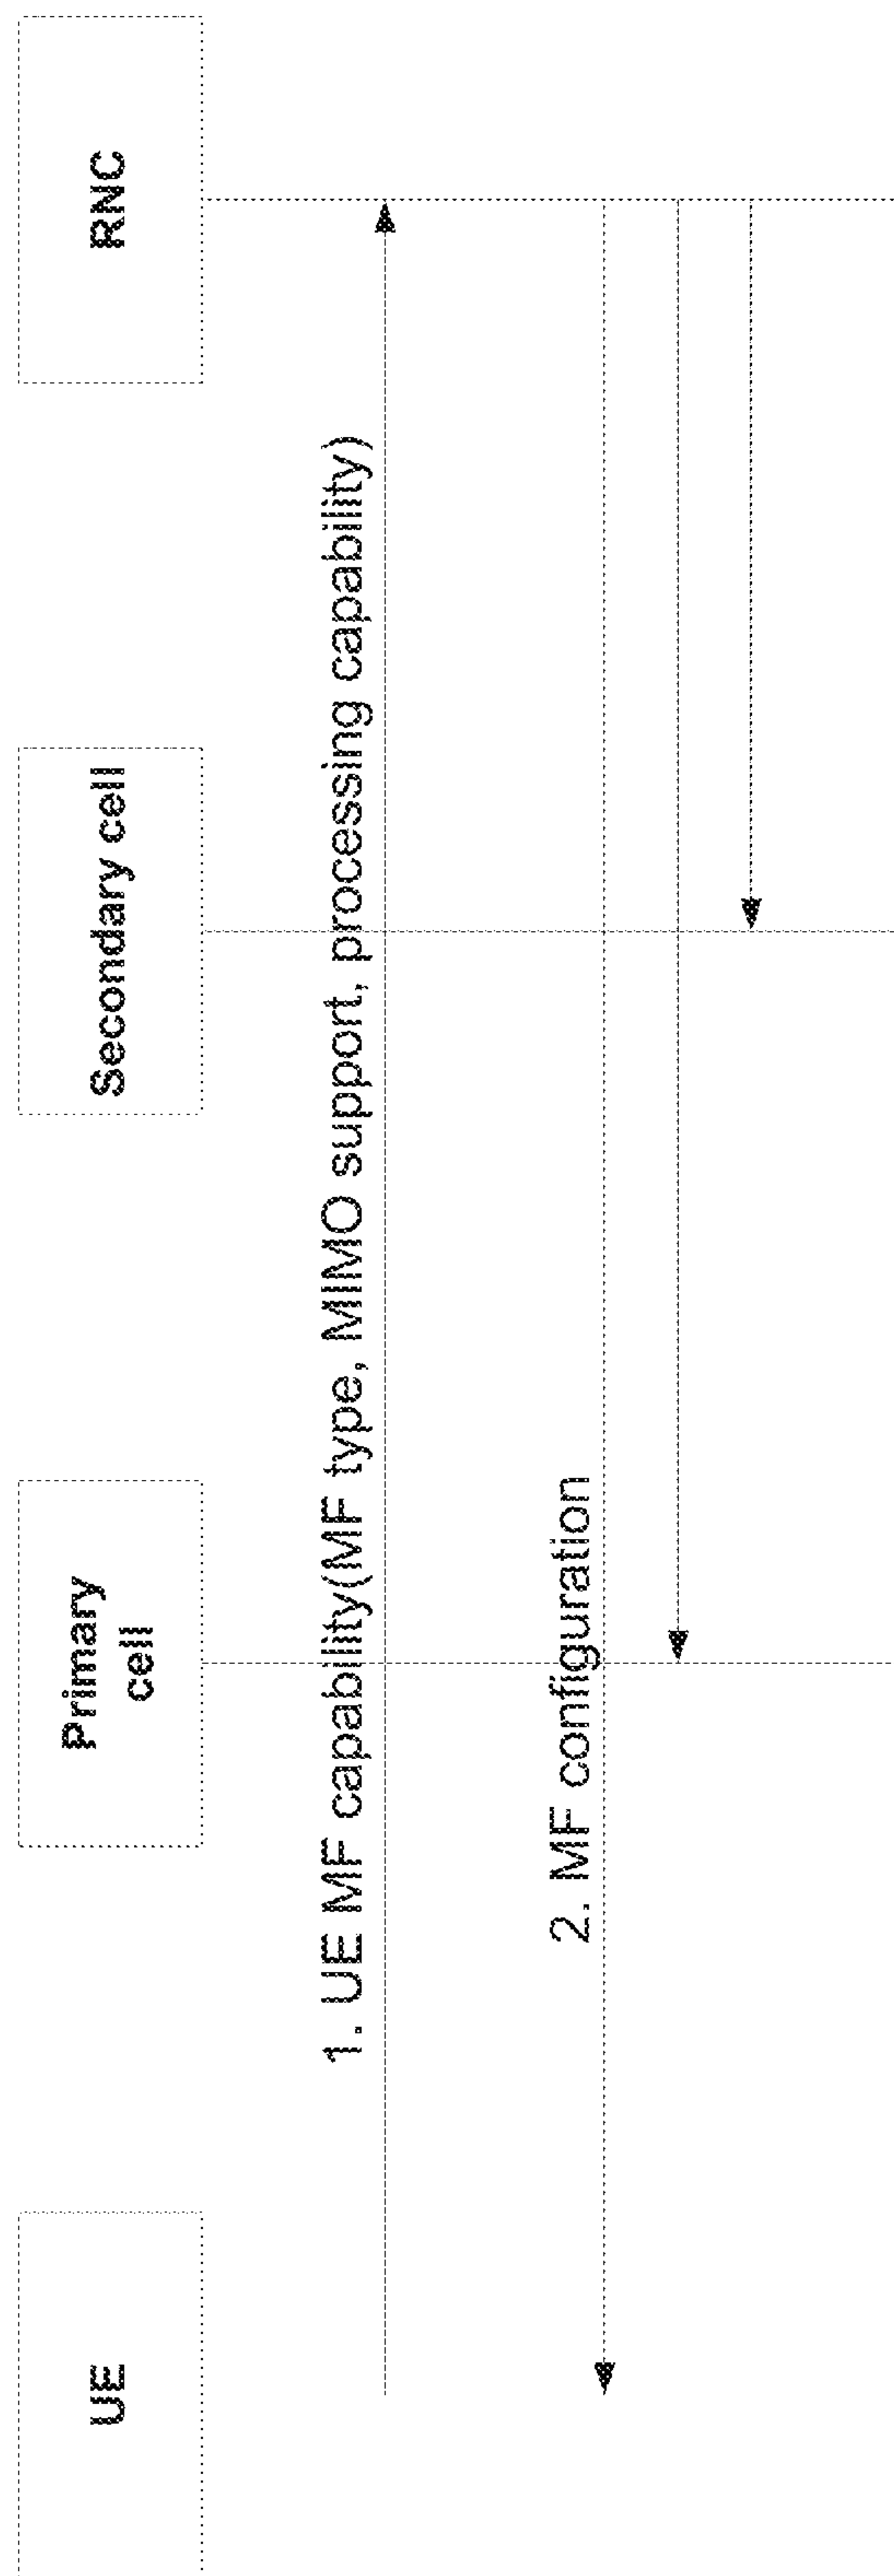 UE
Primary
cell
Secondary cell
RNC
1. UE MF capability(MF type, MIMO support, processing capability)
2. MF configuration